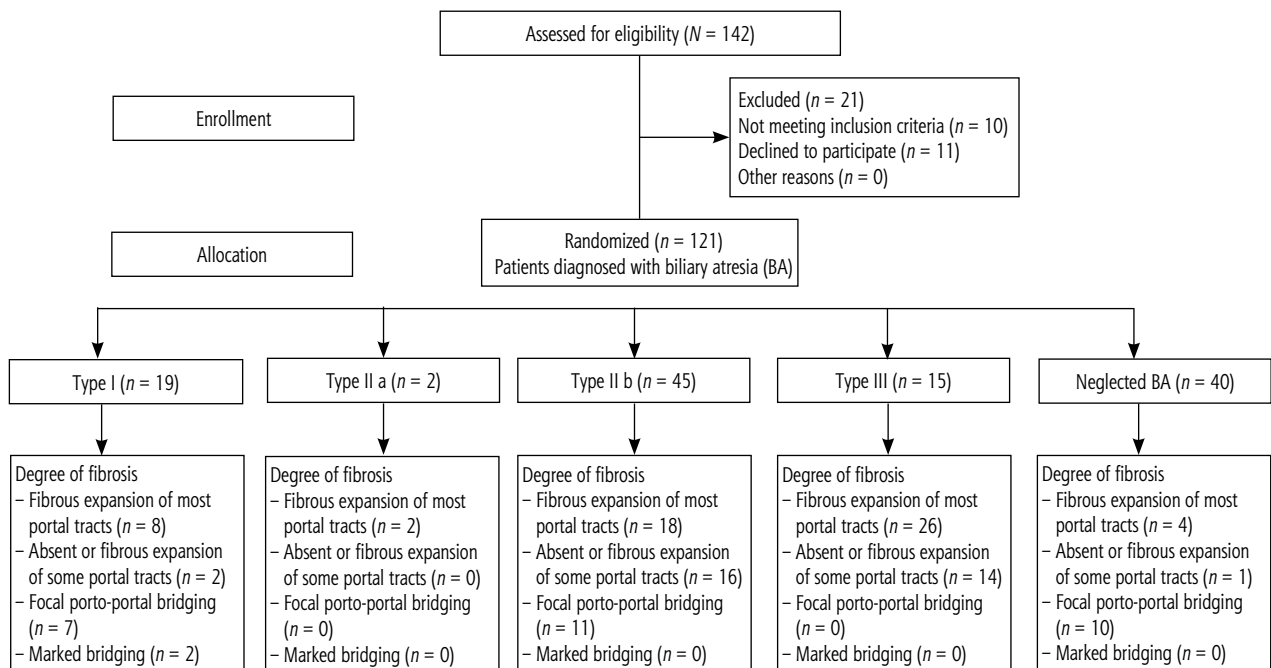 Assessed for eligibility (N = 142)
Enrollment
Excluded (n = 21)
Not meeting inclusion criteria (n = 10)
Declined to participate (n = 11)
Other reasons (n = 0)
Allocation
Randomized (n = 121)
Patients diagnosed with biliary atresia (BA)
Type I (n = 19)
Type II a (n = 2)
Type II b (n = 45)
Type III (n = 15)
Neglected BA (n = 40)
Degree of fibrosis
– Fibrous expansion of most
portal tracts (n = 8)
– Absent or fibrous expansion
of some portal tracts (n = 2)
– Focal porto-portal bridging
(n = 7)
– Marked bridging (n = 2)
Degree of fibrosis
– Fibrous expansion of most
portal tracts (n = 2)
– Absent or fibrous expansion
of some portal tracts (n = 0)
– Focal porto-portal bridging
(n = 0)
– Marked bridging (n = 0)
Degree of fibrosis
– Fibrous expansion of most
portal tracts (n = 18)
– Absent or fibrous expansion
of some portal tracts (n = 16)
– Focal porto-portal bridging
(n = 11)
– Marked bridging (n = 0)
Degree of fibrosis
– Fibrous expansion of most
portal tracts (n = 26)
– Absent or fibrous expansion
of some portal tracts (n = 14)
– Focal porto-portal bridging
(n = 0)
– Marked bridging (n = 0)
Degree of fibrosis
– Fibrous expansion of most
portal tracts (n = 4)
– Absent or fibrous expansion
of some portal tracts (n = 1)
– Focal porto-portal bridging
(n = 10)
– Marked bridging (n = 0)